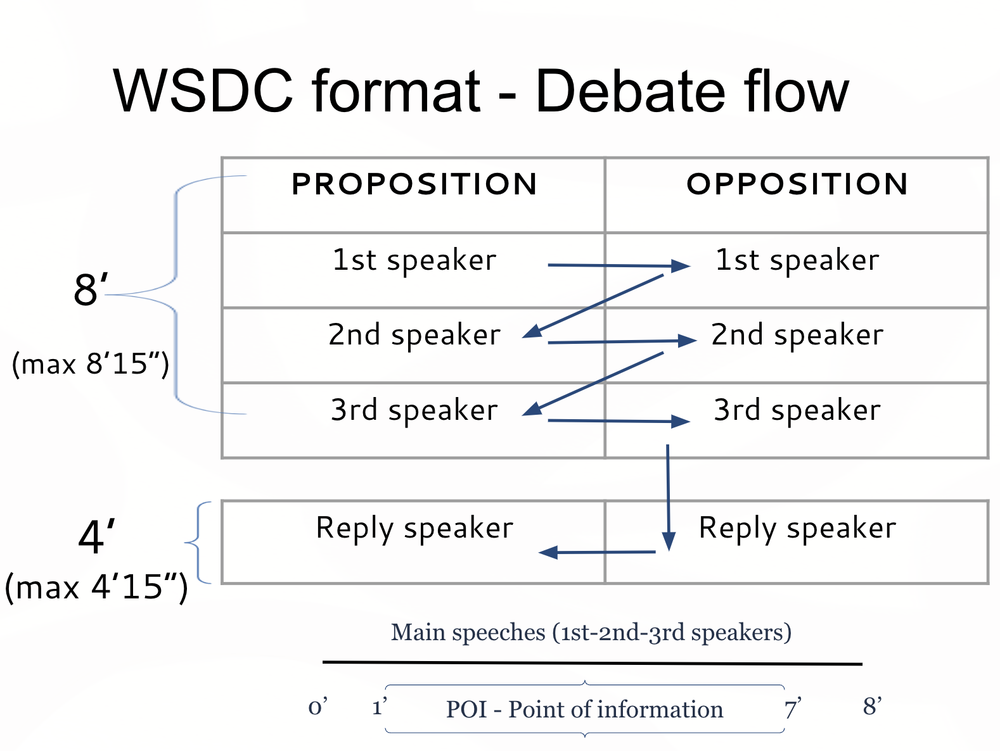 WSDC format - Debate flow
PROPOSITION OPPOSITION
1st speaker 1st speaker
8‘
2nd speaker 2nd speaker
(max 8‘15“)
3rd speaker 3rd speaker
Reply speaker Reply speaker
4‘
(max 4‘15“)
Main speeches (1st-2nd-3rd speakers)
0’ 1’ POI - Point of information 7’ 8’